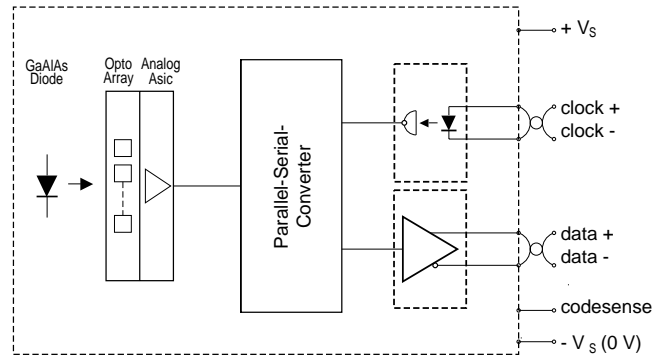 GaAlAs
Diode
Opto
Array
Analog
Asic
Parallel-Serial-
Converter
+ VS
clock +
clock -
data +
data -
codesense
- VS (0 V)